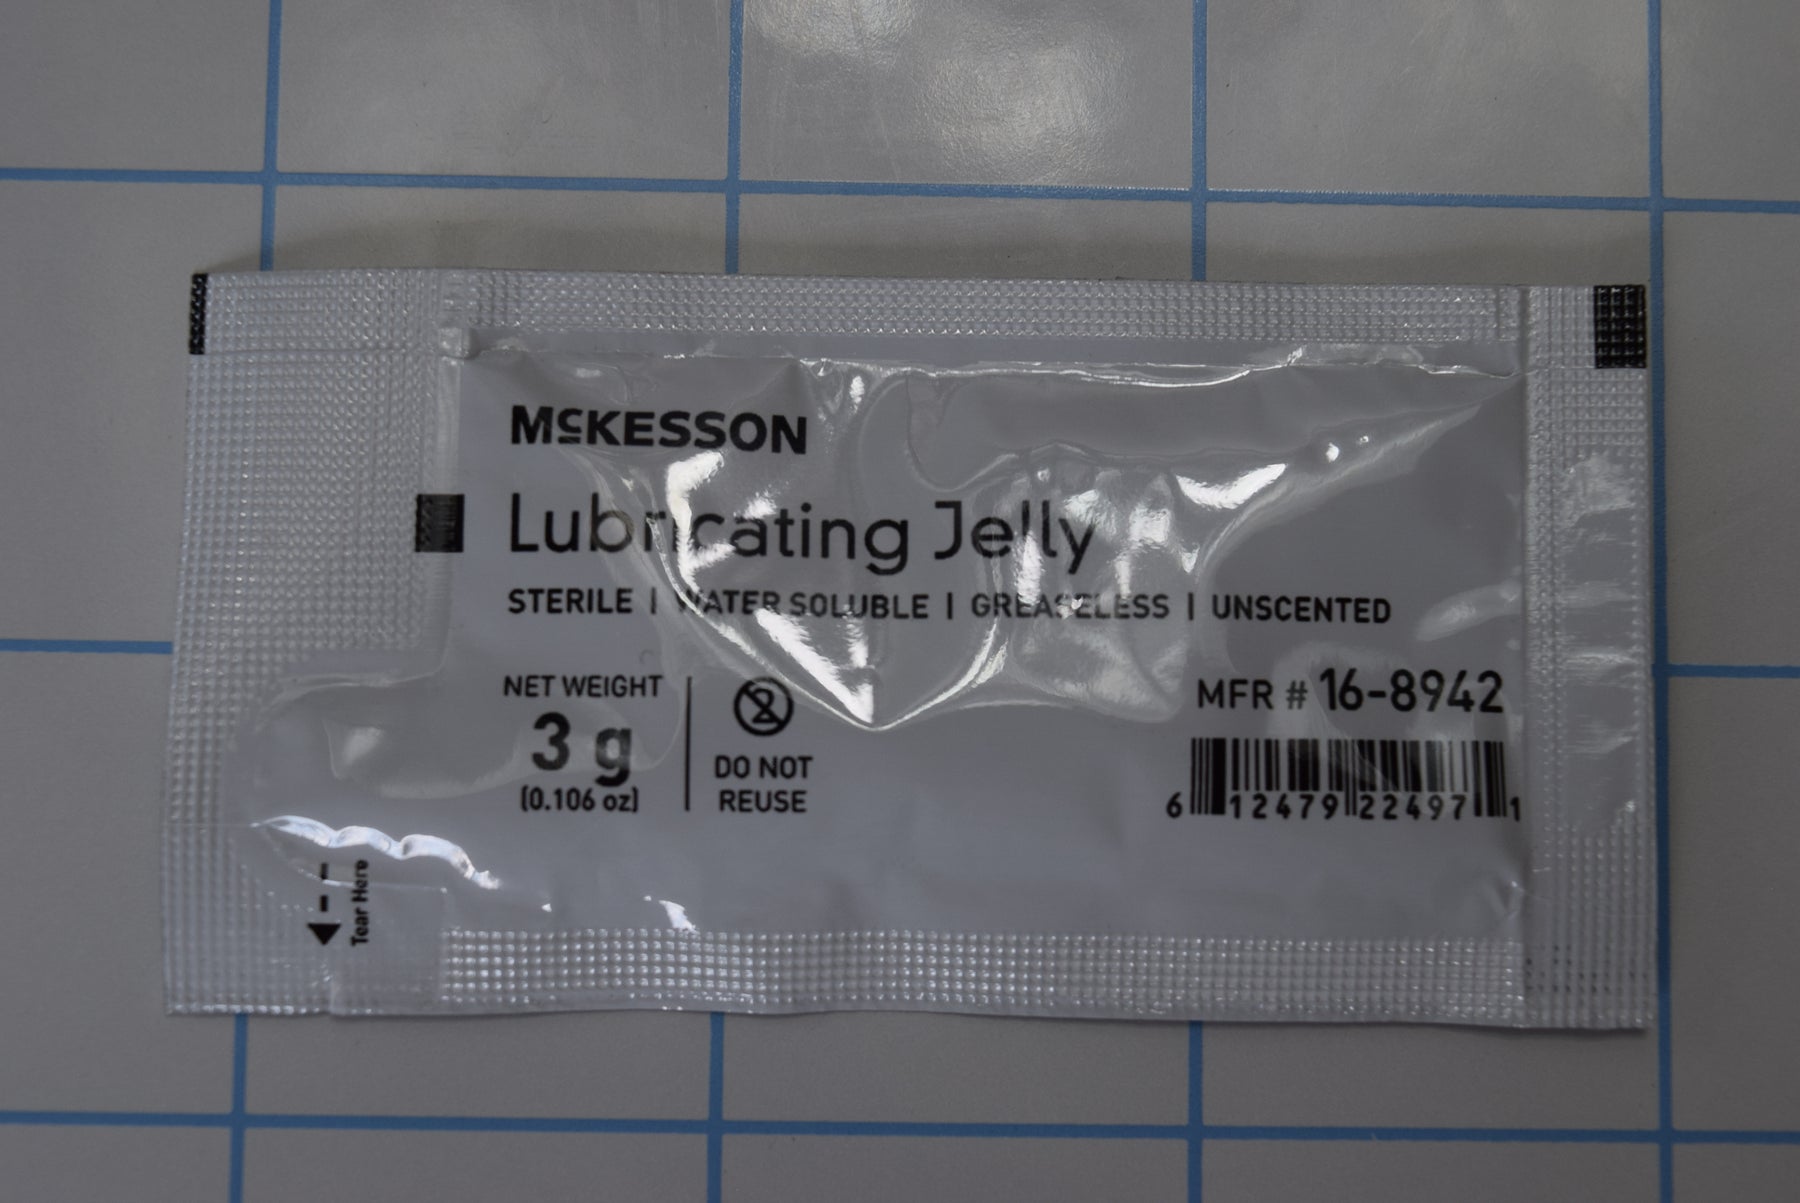 McKESSON
Lubricating Jelly
STERILE | WATER SOLUBLE | GREASELESS | UNSCENTED
NET WEIGHT
3 g
(0.106 oz)
2
DO NOT
REUSE
MFR # 16-8942
6 12479 22497 1
Tear Here